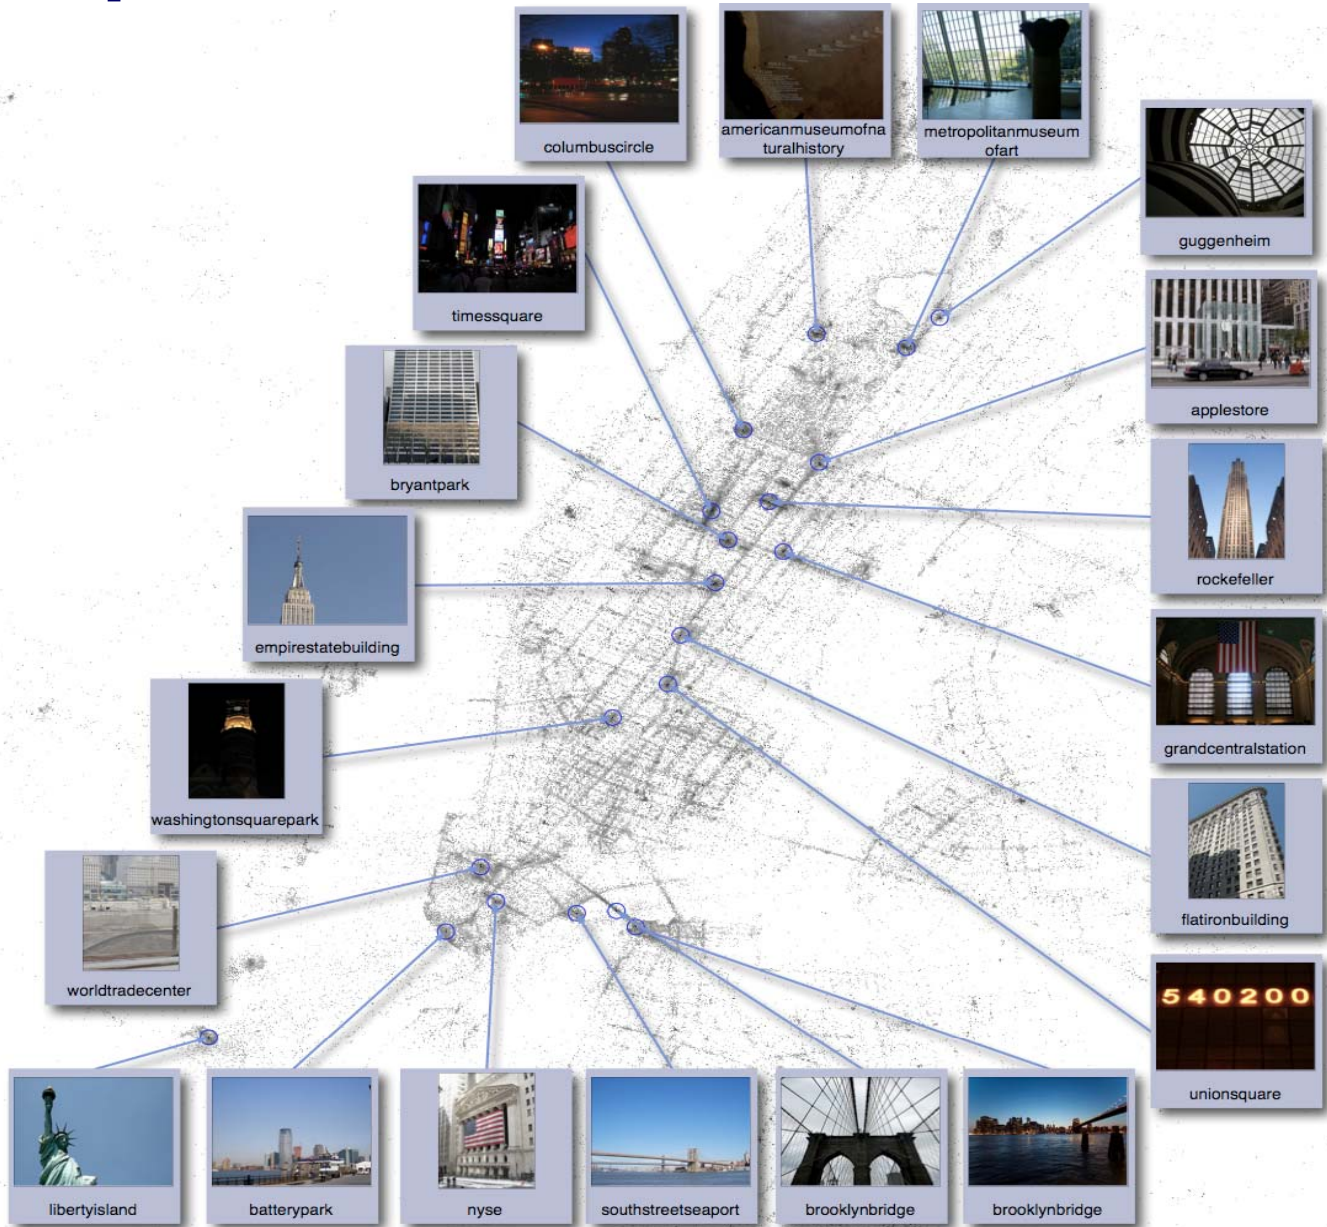 columbuscircle
americanmuseumofna
turalhistory
metropolitanmuseum
ofart
guggenheim
timessquare
applestore
bryantpark
rockefeller
empirestatebuilding
grandcentralstation
washingtonsquarepark
flatironbuilding
worldtradecenter
540200
unionsquare
libertyisland
batterypark
nyse
southstreetseaport
brooklynbridge
brooklynbridge